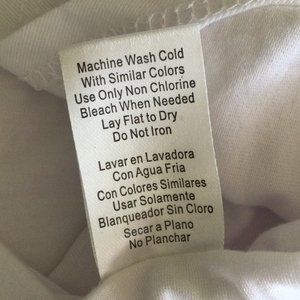 Machine Wash Cold
With Similar Colors
Use Only Non Chlorine
Bleach When Needed
Lay Flat to Dry
Do Not Iron
Lavar en Lavadora
Con Agua Fria
Con Colores Similares
Usar Solamente
Blanqueador Sin Cloro
Secar a Plano
No Planchar